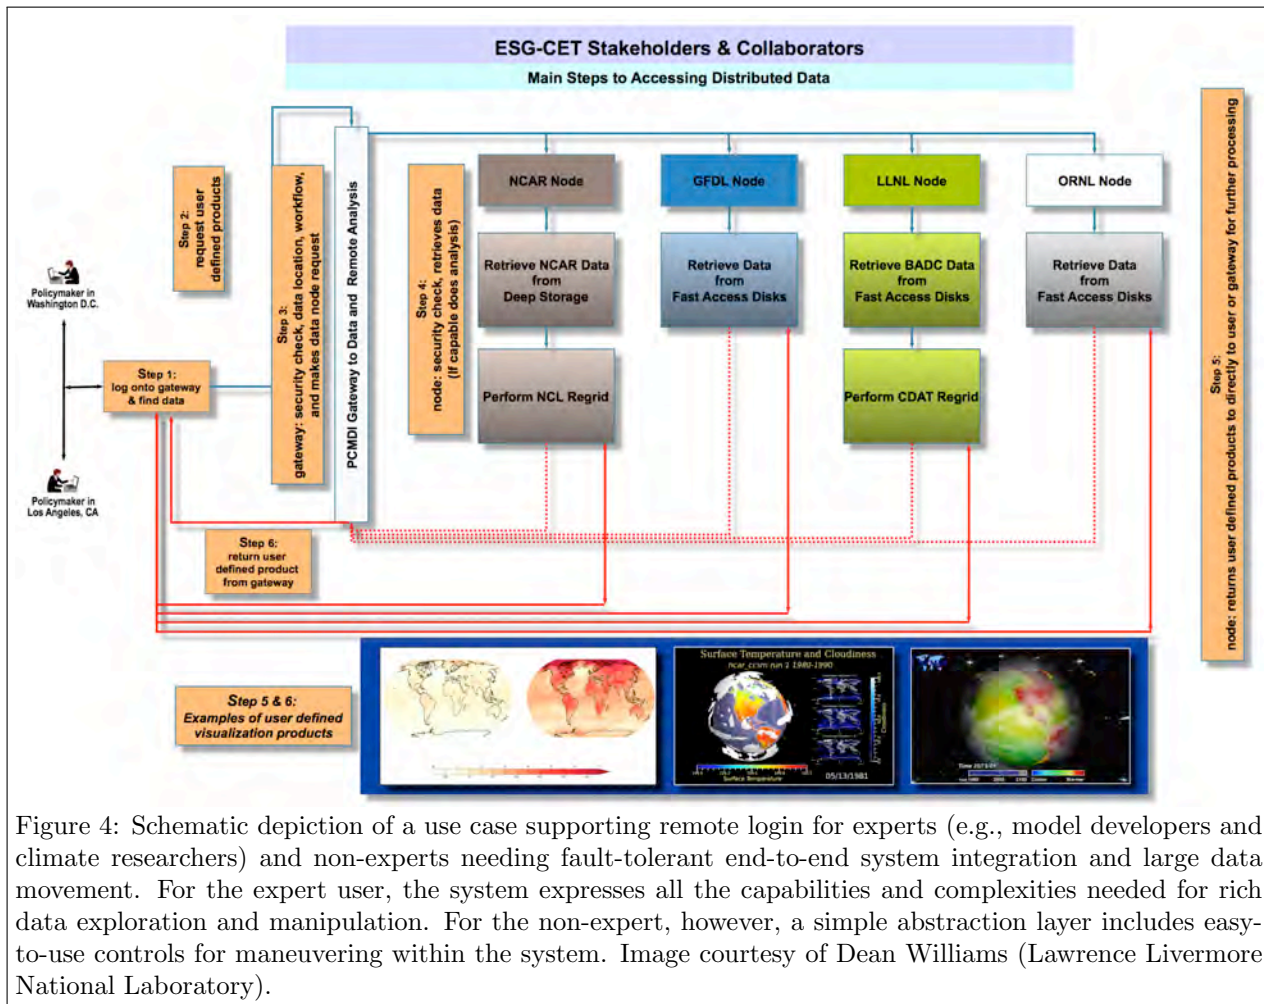 ESG-CET Stakeholders & Collaborators
Main Steps to Accessing Distributed Data
Step 2:
request user
defined products
Step 3:
gateway: security check, data location, workflow,
and makes data node request
PCMDI Gateway to Data and Remote Analysis
Step 4:
node: security check, retrieves data
(If capable does analysis)
NCAR Node
GFDL Node
LLNL Node
ORNL Node
Retrieve NCAR Data
from
Deep Storage
Retrieve Data
from
Fast Access Disks
Retrieve BADC Data
from
Fast Access Disks
Retrieve Data
from
Fast Access Disks
Perform NCL Regrid
Perform CDAT Regrid
Step 5:
node: returns user defined products to directly to user or gateway for further processing
Policymaker in
Washington D.C.
Step 1:
log onto gateway
& find data
Policymaker in
Los Angeles, CA
Step 6:
return user
defined product
from gateway
Step 5 & 6:
Examples of user defined
visualization products
Surface Temperature and Cloudiness
ncar_ccsm run 1 1980-1990
Cloudiness
Surface Temperature
05/13/1981
Figure 4: Schematic depiction of a use case supporting remote login for experts (e.g., model developers and
climate researchers) and non-experts needing fault-tolerant end-to-end system integration and large data
movement. For the expert user, the system expresses all the capabilities and complexities needed for rich
data exploration and manipulation. For the non-expert, however, a simple abstraction layer includes easy-
to-use controls for maneuvering within the system. Image courtesy of Dean Williams (Lawrence Livermore
National Laboratory).